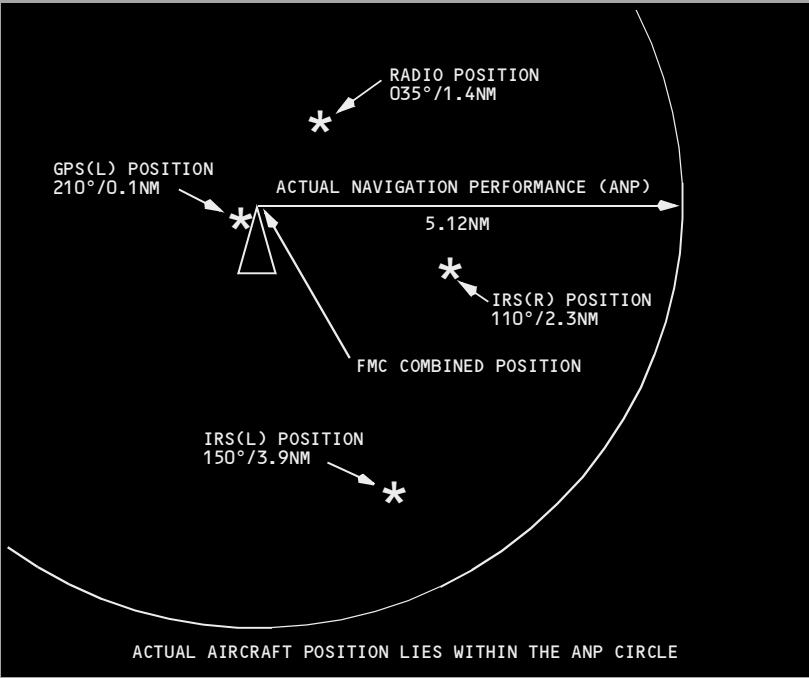 RADIO POSITION
035°/1.4NM
GPS(L) POSITION
210°/0.1NM
ACTUAL NAVIGATION PERFORMANCE (ANP)
5.12NM
IRS(R) POSITION
110°/2.3NM
FMC COMBINED POSITION
IRS(L) POSITION
150°/3.9NM
ACTUAL AIRCRAFT POSITION LIES WITHIN THE ANP CIRCLE